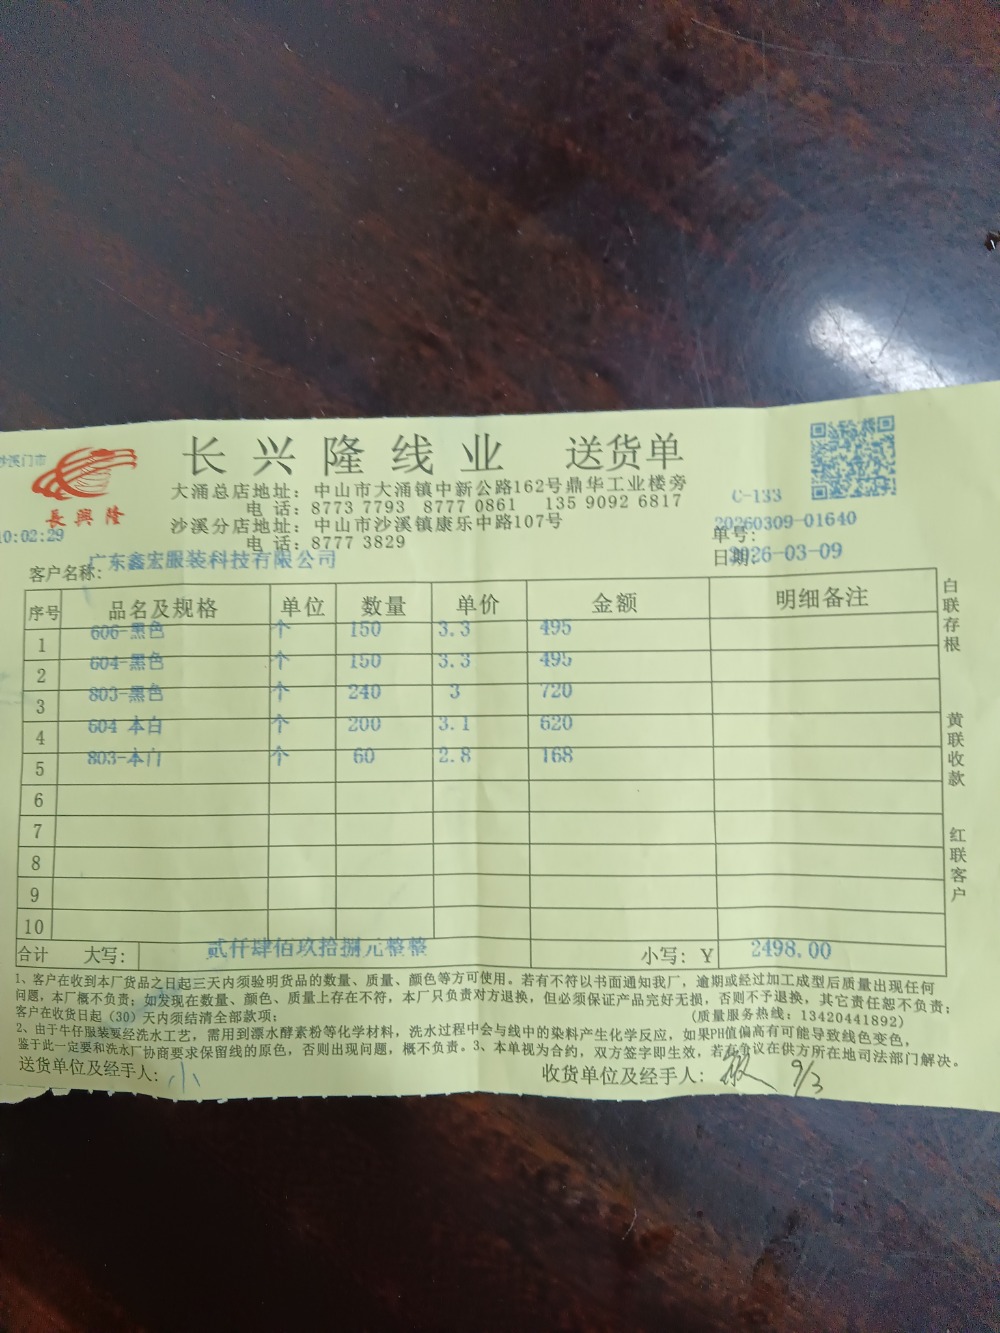 沙溪门市
長興隆
10:02:29
长兴隆线业 送货单
大涌总店地址：中山市大涌镇中新公路162号鼎华工业楼旁
电 话：8773 7793 8777 0861 135 9092 6817
沙溪分店地址：中山市沙溪镇康乐中路107号
电 话：8777 3829
C-133
单号：20260309-01640
日期：2026-03-09
客户名称：广东鑫宏服装科技有限公司
序号 品名及规格 单位 数量 单价 金额 明细备注
1 606-黑色 个 150 3.3 495
2 604-黑色 个 150 3.3 495
3 803-黑色 个 240 3 720
4 604 本白 个 200 3.1 620
5 803-本门 个 60 2.8 168
6
7
8
9
10
合计 大写： 贰仟肆佰玖拾捌元整整 小写：Y 2498.00
白联存根 黄联收款 红联客户
1、客户在收到本厂货品之日起三天内须验明货品的数量、质量、颜色等方可使用。若有不符以书面通知我厂，逾期或经过加工成型后质量出现任何
问题，本厂概不负责；如发现在数量、颜色、质量上存在不符，本厂只负责对方退换，但必须保证产品完好无损，否则不予退换，其它责任恕不负责；
客户在收货日起（30）天内须结清全部款项； （质量服务热线：13420441892）
2、由于牛仔服装要经洗水工艺，需用到漂水酵素粉等化学材料，洗水过程中会与线中的染料产生化学反应，如果PH值偏高有可能导致线色变色，
鉴于此一定要和洗水厂协商要求保留线的原色，否则出现问题，概不负责。3、本单视为合约，双方签字即生效，若有争议在供方所在地司法部门解决。
送货单位及经手人：小 收货单位及经手人： 9/3